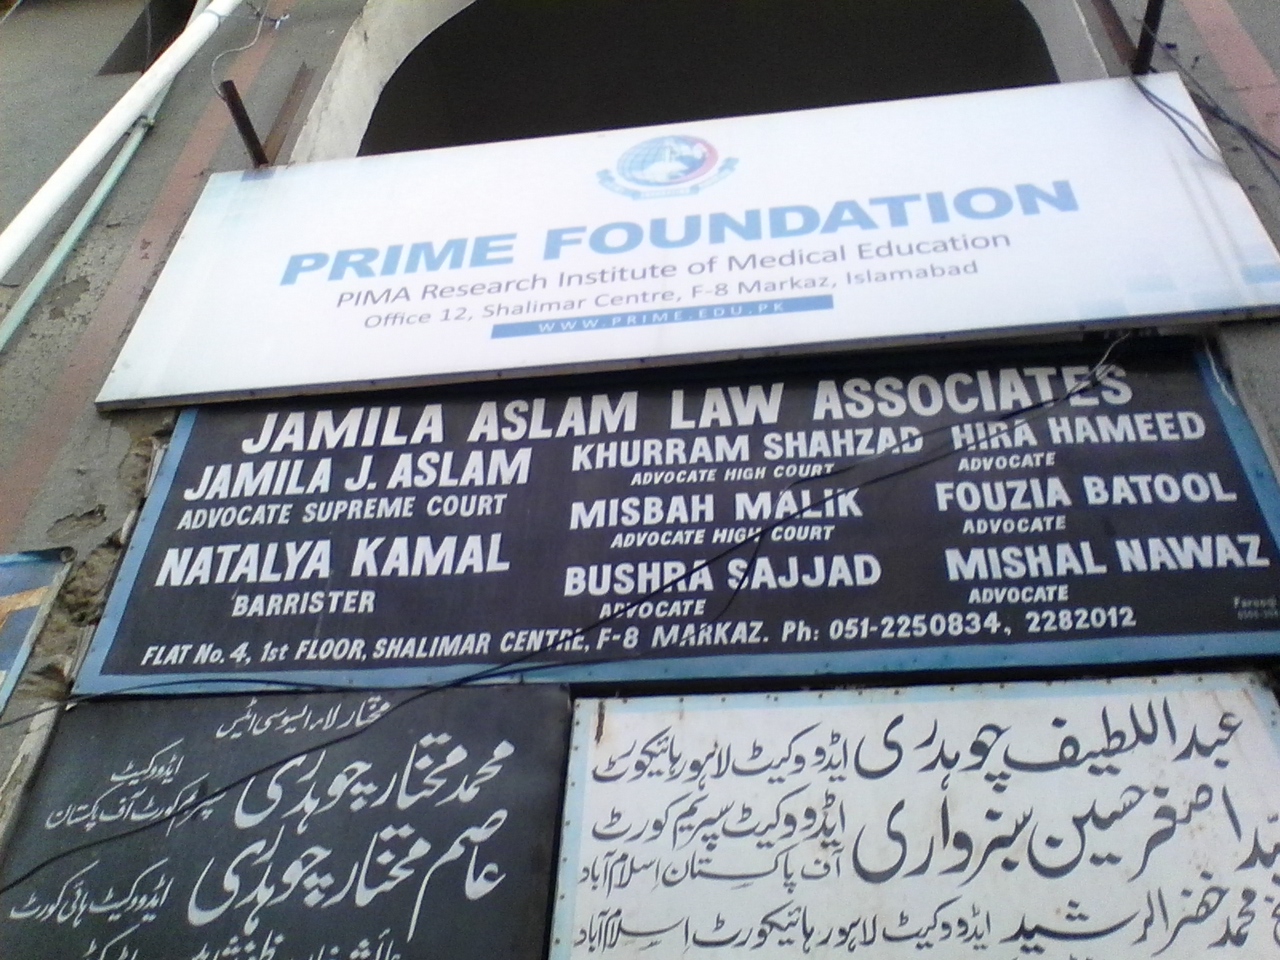 PRIME FOUNDATION
PIMA Research Institute of Medical Education
Office 12, Shalimar Centre, F-8 Markaz, Islamabad
WWW.PRIME.EDU.PK
JAMILA ASLAM LAW ASSOCIATES
JAMILA J. ASLAM
ADVOCATE SUPREME COURT
NATALYA KAMAL
BARRISTER
KHURRAM SHAHZAD
ADVOCATE HIGH COURT
MISBAH MALIK
ADVOCATE HIGH COURT
BUSHRA SAJJAD
ADVOCATE
HIRA HAMEED
ADVOCATE
FOUZIA BATOOL
ADVOCATE
MISHAL NAWAZ
ADVOCATE
FLAT No. 4, 1st FLOOR, SHALIMAR CENTRE, F-8 MARKAZ. Ph: 051-2250834, 2282012
مختار لاء ایسوسی ایٹس
محمد مختار چوہدری ایڈووکیٹ
سپریم کورٹ آف پاکستان
عاصم مختار چوہدری ایڈووکیٹ ہائی کورٹ
عبداللطیف چوہدری ایڈووکیٹ لاہور ہائیکورٹ
اصغر حسین سبزواری ایڈووکیٹ سپریم کورٹ
آف پاکستان اسلام آباد
محمد خضر الرشید ایڈووکیٹ لاہور ہائیکورٹ اسلام آباد